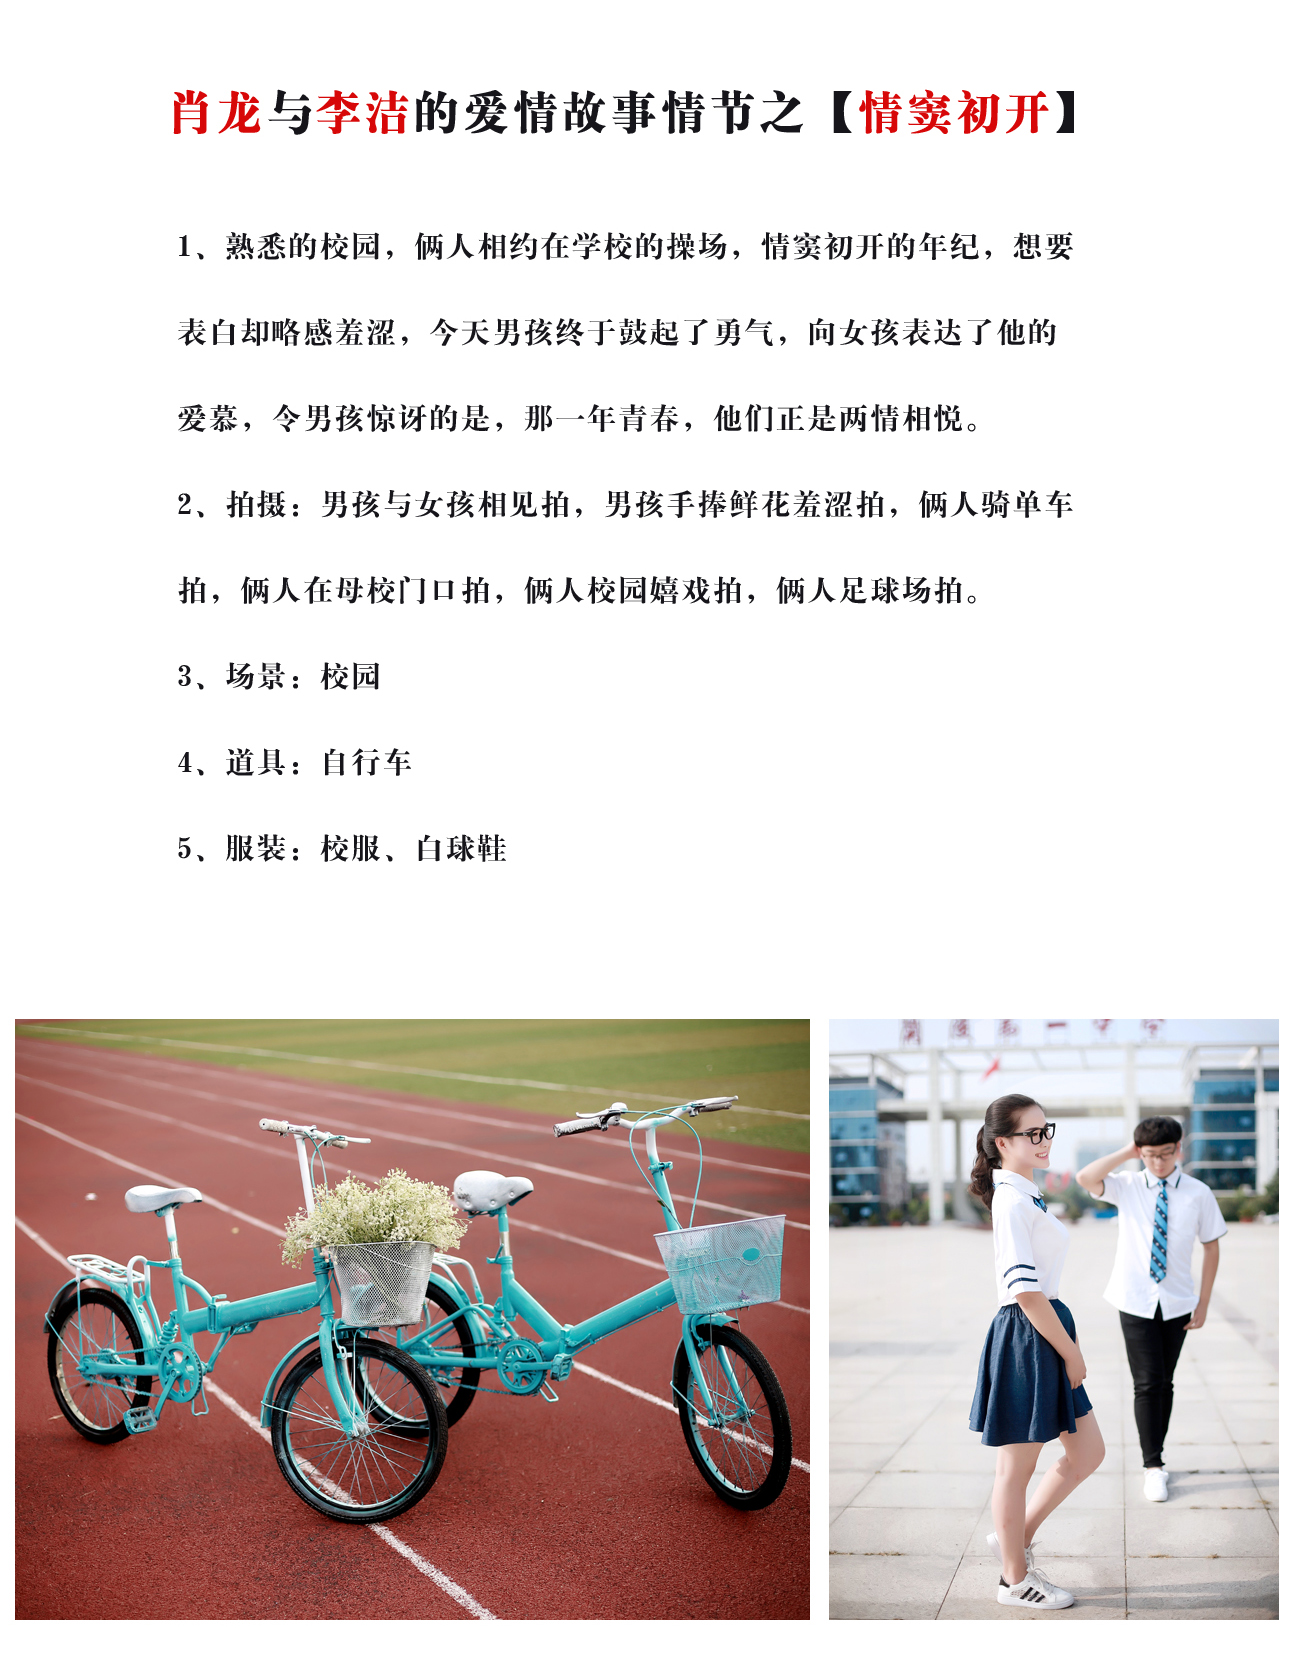 肖龙与李洁的爱情故事情节之【情窦初开】
1、熟悉的校园，俩人相约在学校的操场，情窦初开的年纪，想要
表白却略感羞涩，今天男孩终于鼓起了勇气，向女孩表达了他的
爱慕，令男孩惊讶的是，那一年青春，他们正是两情相悦。
2、拍摄：男孩与女孩相见拍，男孩手捧鲜花羞涩拍，俩人骑单车
拍，俩人在母校门口拍，俩人校园嬉戏拍，俩人足球场拍。
3、场景：校园
4、道具：自行车
5、服装：校服、白球鞋